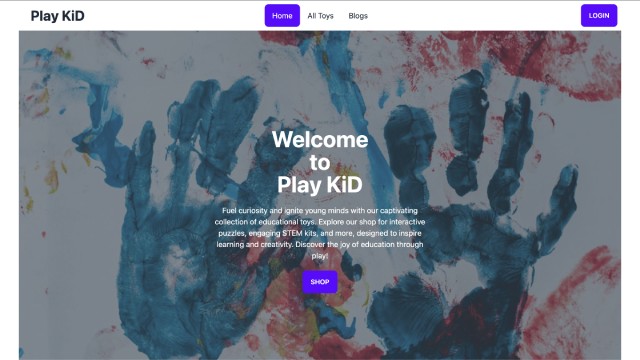 Play KiD
Home
All Toys
Blogs
LOGIN
Welcome
to
Play KiD
Fuel curiosity and ignite young minds with our captivating
collection of educational toys. Explore our shop for interactive
puzzles, engaging STEM kits, and more, designed to inspire
learning and creativity. Discover the joy of education through
play!
SHOP